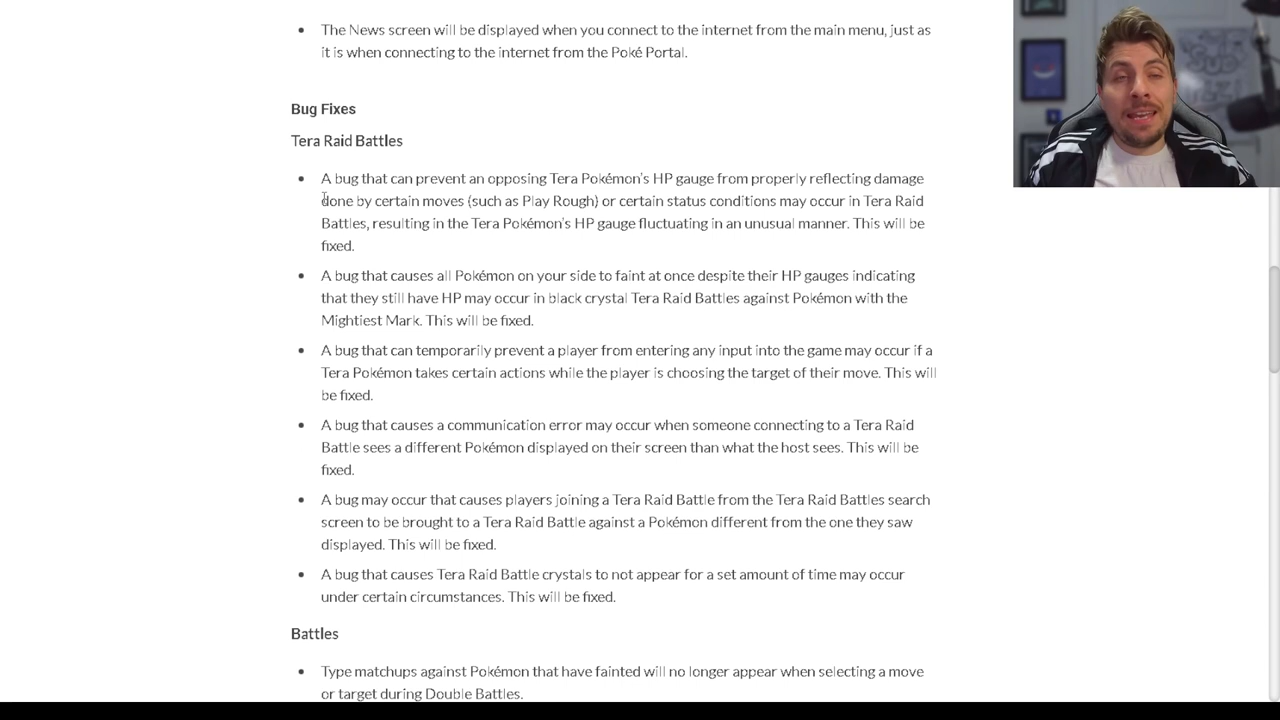 The News screen will be displayed when you connect to the internet from the main menu, just as
it is when connecting to the internet from the Poké Portal.
Bug Fixes
Tera Raid Battles
A bug that can prevent an opposing Tera Pokémon's HP gauge from properly reflecting damage
done by certain moves (such as Play Rough) or certain status conditions may occur in Tera Raid
Battles, resulting in the Tera Pokémon's HP gauge fluctuating in an unusual manner. This will be
fixed.
A bug that causes all Pokémon on your side to faint at once despite their HP gauges indicating
that they still have HP may occur in black crystal Tera Raid Battles against Pokémon with the
Mightiest Mark. This will be fixed.
A bug that can temporarily prevent a player from entering any input into the game may occur if a
Tera Pokémon takes certain actions while the player is choosing the target of their move. This will
be fixed.
A bug that causes a communication error may occur when someone connecting to a Tera Raid
Battle sees a different Pokémon displayed on their screen than what the host sees. This will be
fixed.
A bug may occur that causes players joining a Tera Raid Battle from the Tera Raid Battles search
screen to be brought to a Tera Raid Battle against a Pokémon different from the one they saw
displayed. This will be fixed.
A bug that causes Tera Raid Battle crystals to not appear for a set amount of time may occur
under certain circumstances. This will be fixed.
Battles
Type matchups against Pokémon that have fainted will no longer appear when selecting a move
or target during Double Battles.